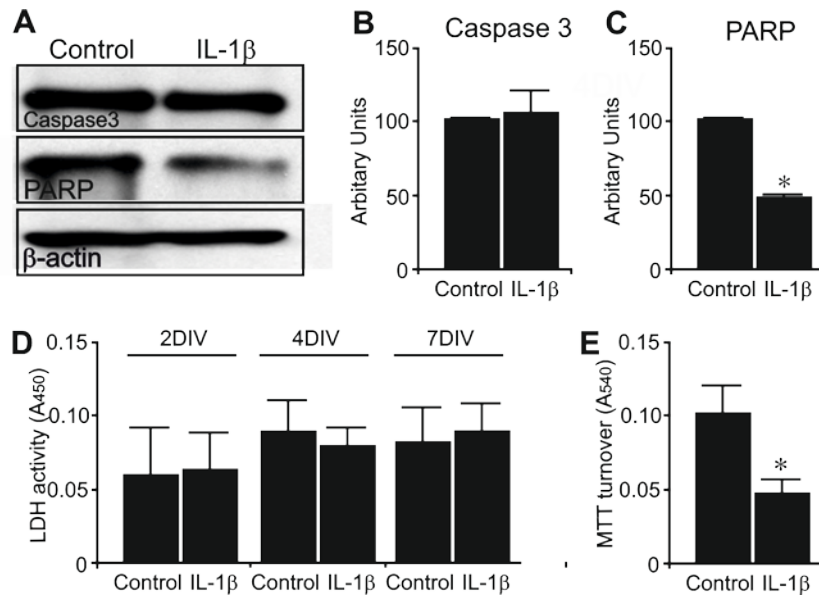 A
Control IL-1β
Caspase3
PARP
β-actin
B
Caspase 3
Arbitary Units
150
100
50
0
Control IL-1β
C
PARP
Arbitary Units
150
100
50
0
*
Control IL-1β
D
2DIV 4DIV 7DIV
LDH activity (A450)
0.15
0.10
0.05
0
Control IL-1β Control IL-1β Control IL-1β
E
MTT turnover (A540)
0.15
0.10
0.05
0
*
Control IL-1β